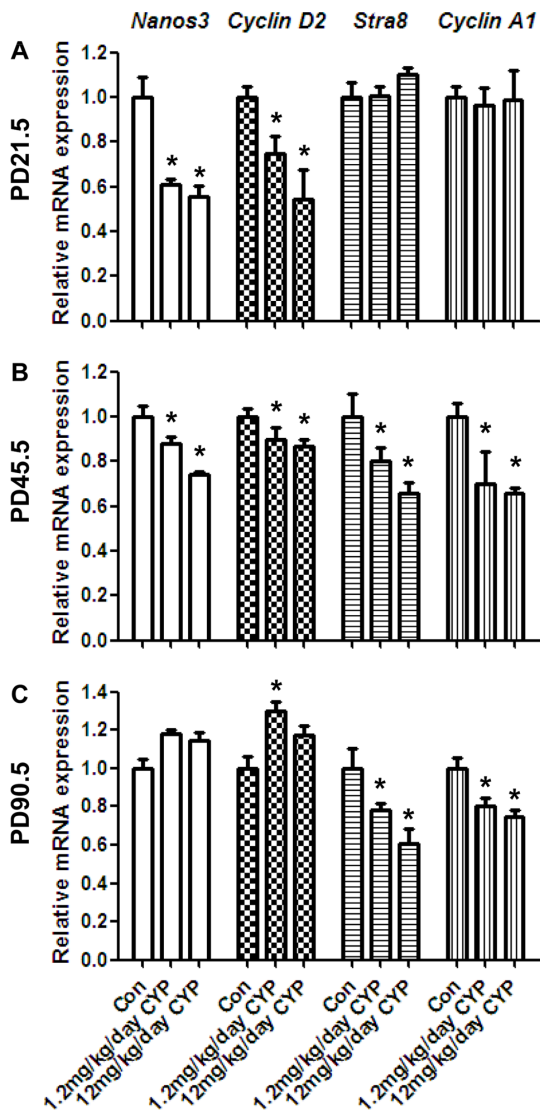 Nanos3 Cyclin D2 Stra8 Cyclin A1
A
PD21.5
Relative mRNA expression
1.2
1.0
0.8
0.6
0.4
0.2
0.0
* * * *
B
PD45.5
Relative mRNA expression
1.2
1.0
0.8
0.6
0.4
0.2
0.0
* * * * * * * *
C
PD90.5
Relative mRNA expression
1.4
1.2
1.0
0.8
0.6
0.4
0.2
0.0
* * * * *
Con
1.2mg/kg/day CYP
12mg/kg/day CYP
Con
1.2mg/kg/day CYP
12mg/kg/day CYP
Con
1.2mg/kg/day CYP
12mg/kg/day CYP
Con
1.2mg/kg/day CYP
12mg/kg/day CYP